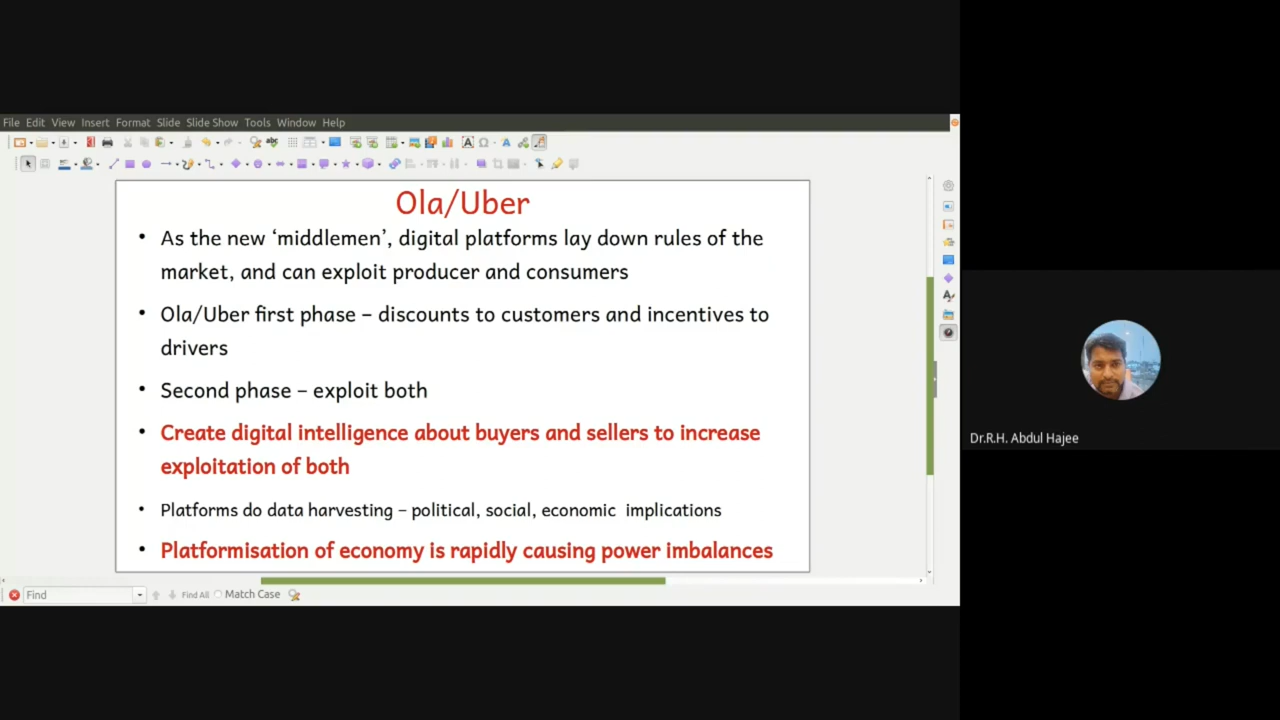 File Edit View Insert Format Slide Slide Show Tools Window Help
Ola/Uber
• As the new ‘middlemen’, digital platforms lay down rules of the
market, and can exploit producer and consumers
• Ola/Uber first phase – discounts to customers and incentives to
drivers
• Second phase – exploit both
• Create digital intelligence about buyers and sellers to increase
exploitation of both
• Platforms do data harvesting – political, social, economic implications
• Platformisation of economy is rapidly causing power imbalances
Dr.R.H. Abdul Hajee
Find Find All Match Case